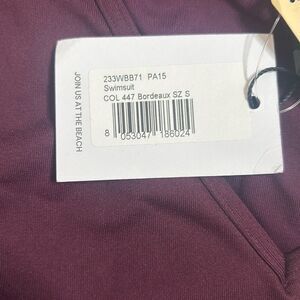 233WBB71 PA15
Swimsuit
COL 447 Bordeaux SZ S
8 053047 186024
JOIN US AT THE BEACH